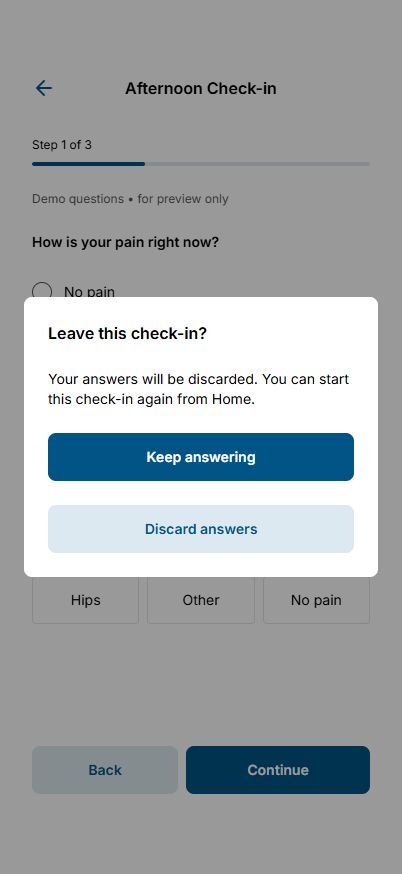 Afternoon Check-in
Step 1 of 3
Demo questions • for preview only
How is your pain right now?
No pain
Leave this check-in?
Your answers will be discarded. You can start
this check-in again from Home.
Keep answering
Discard answers
Hips
Other
No pain
Back
Continue